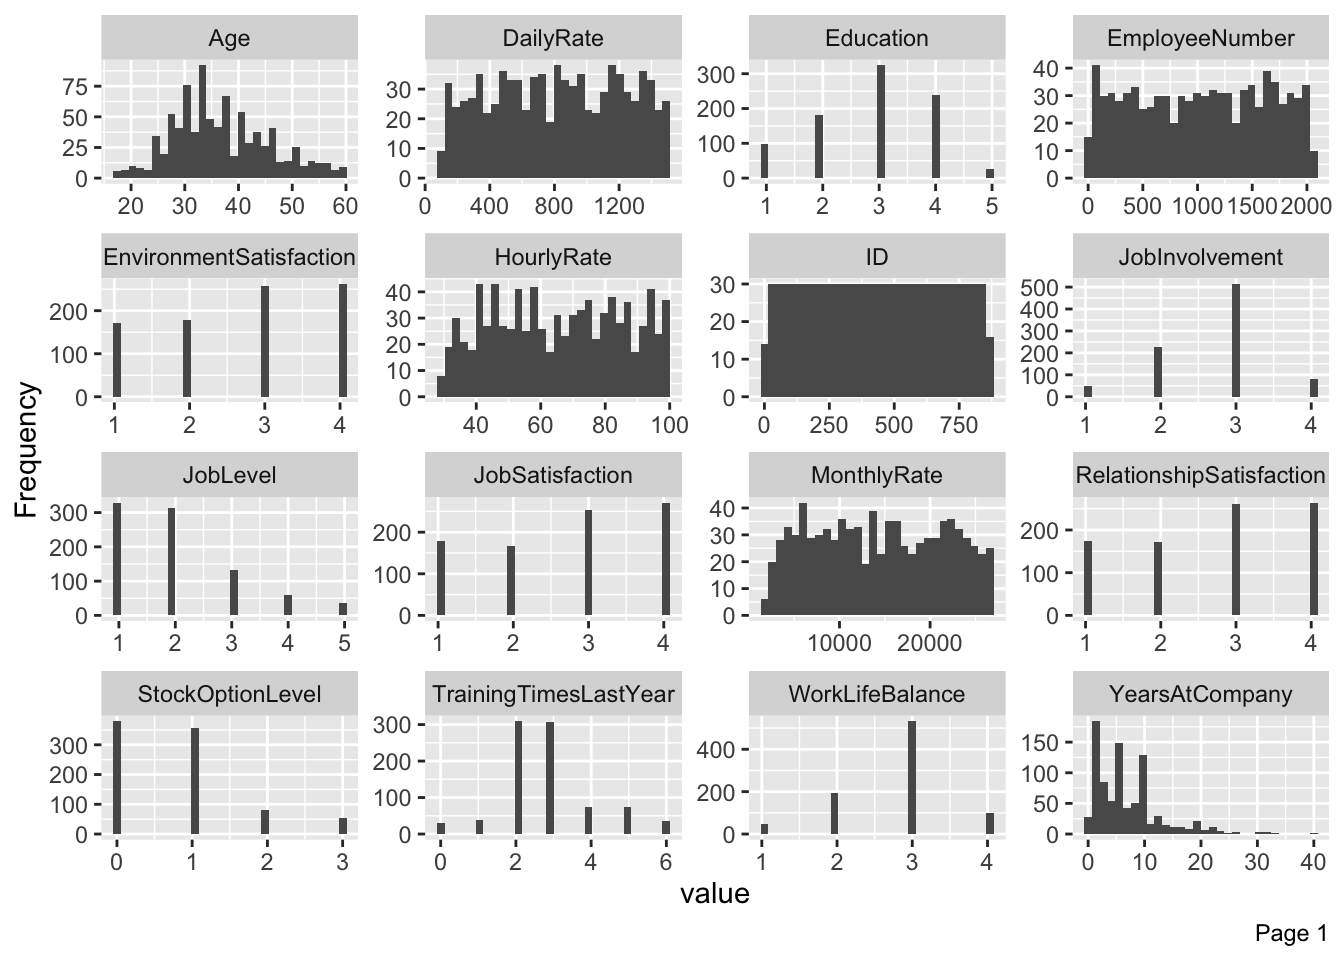 Age
DailyRate
Education
EmployeeNumber
75
50
25
0
20 30 40 50 60
30
20
10
0
0 400 800 1200
300
200
100
0
1 2 3 4 5
40
30
20
10
0
0 500 1000 1500 2000
EnvironmentSatisfaction
HourlyRate
ID
JobInvolvement
200
100
0
1 2 3 4
40
30
20
10
0
40 60 80 100
30
20
10
0
0 250 500 750
500
400
300
200
100
0
1 2 3 4
JobLevel
JobSatisfaction
MonthlyRate
RelationshipSatisfaction
300
200
100
0
1 2 3 4 5
200
100
0
1 2 3 4
40
30
20
10
0
10000 20000
200
100
0
1 2 3 4
StockOptionLevel
TrainingTimesLastYear
WorkLifeBalance
YearsAtCompany
300
200
100
0
0 1 2 3
300
200
100
0
0 2 4 6
400
200
0
1 2 3 4
150
100
50
0
0 10 20 30 40
Frequency
value
Page 1